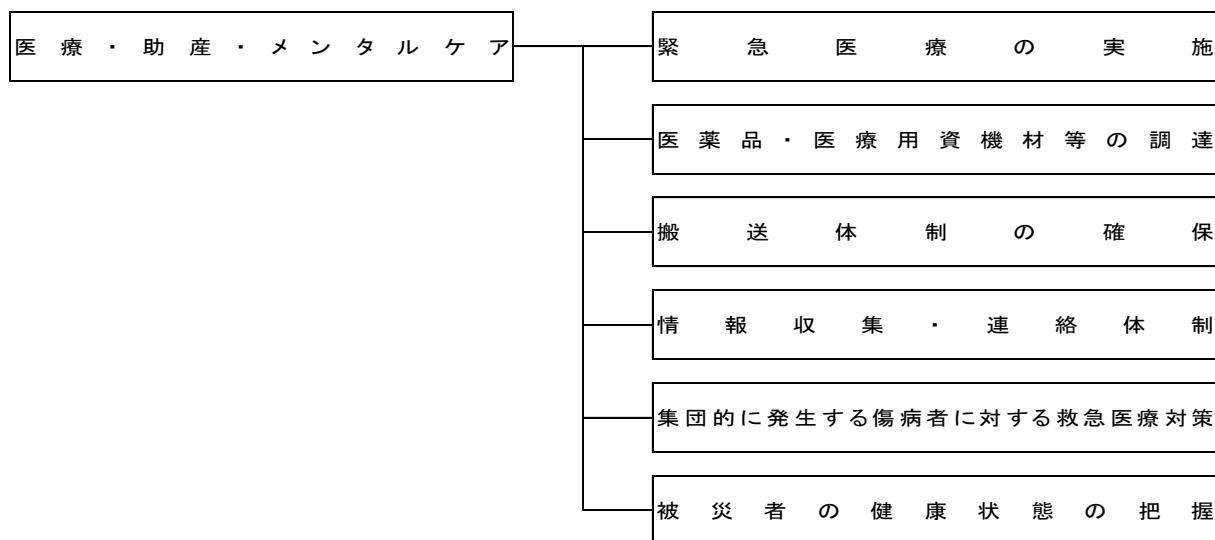 医療・助産・メンタルケア
緊急医療の実施
医薬品・医療用資機材等の調達
搬送体制の確保
情報収集・連絡体制
集団的に発生する傷病者に対する救急医療対策
被災者の健康状態の把握